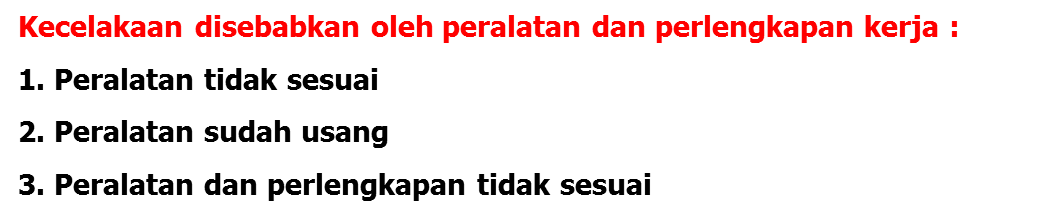 Kecelakaan disebabkan oleh peralatan dan perlengkapan kerja :
1. Peralatan tidak sesuai
2. Peralatan sudah usang
3. Peralatan dan perlengkapan tidak sesuai